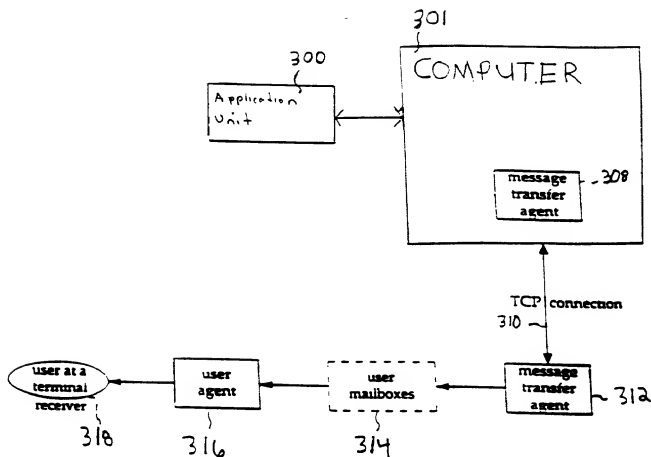 301
COMPUTER
300
Application
Unit
message
transfer
agent
308
TCP connection
310
user at a
terminal
receiver
318
user
agent
316
user
mailboxes
314
message
transfer
agent
312